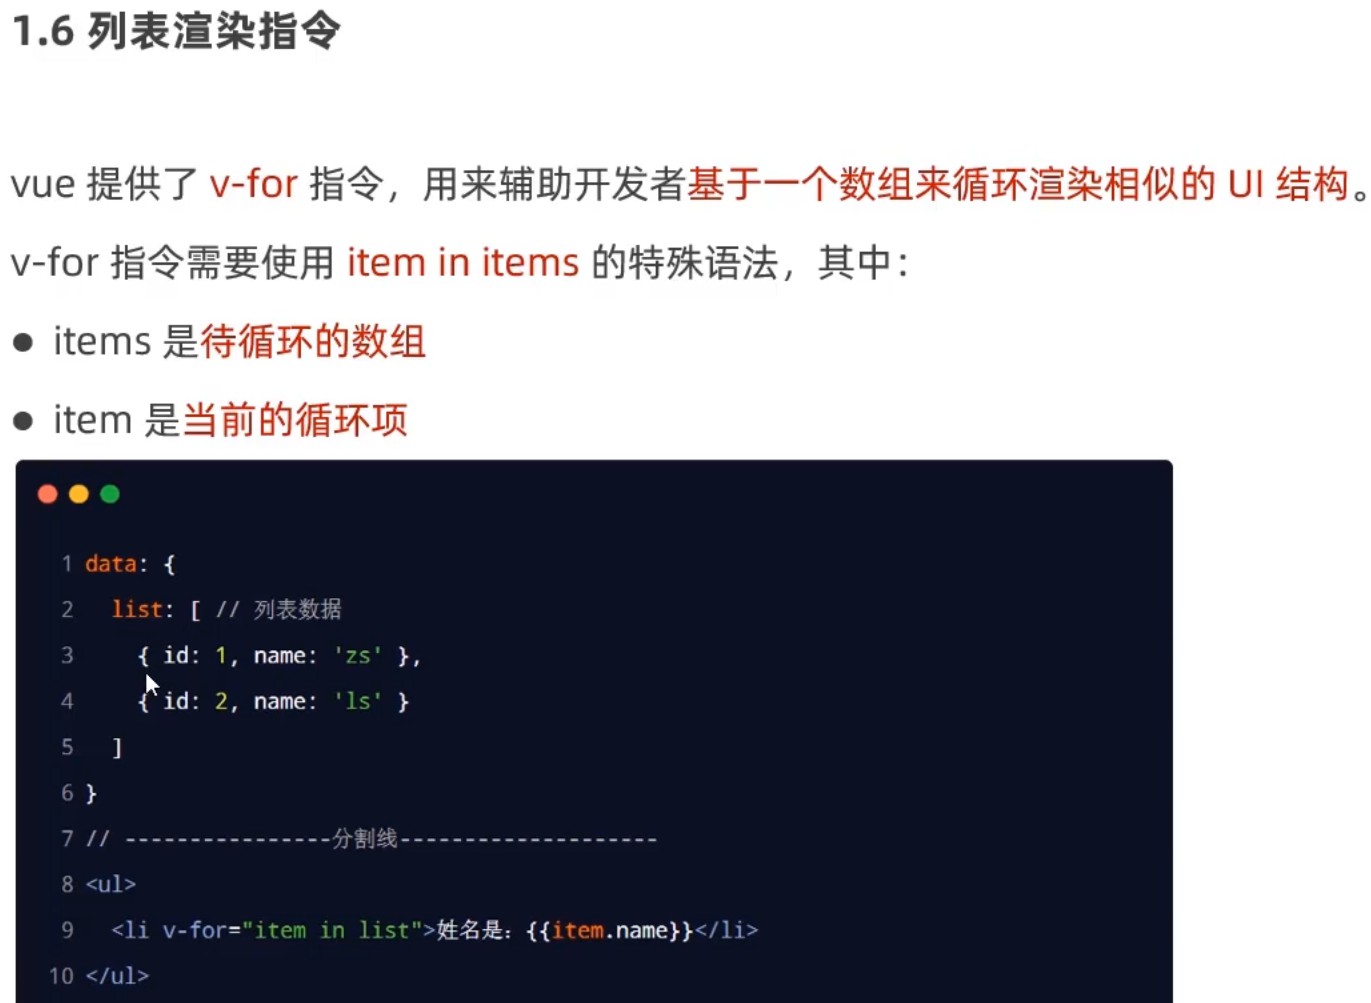 1.6 列表渲染指令
vue 提供了 v-for 指令，用来辅助开发者基于一个数组来循环渲染相似的 UI 结构。
v-for 指令需要使用 item in items 的特殊语法，其中：
● items 是待循环的数组
● item 是当前的循环项
1 data: {
2   list: [ // 列表数据
3     { id: 1, name: 'zs' },
4     { id: 2, name: 'ls' }
5   ]
6 }
7 // ----------------分割线--------------------
8 <ul>
9   <li v-for="item in list">姓名是：{{item.name}}</li>
10 </ul>